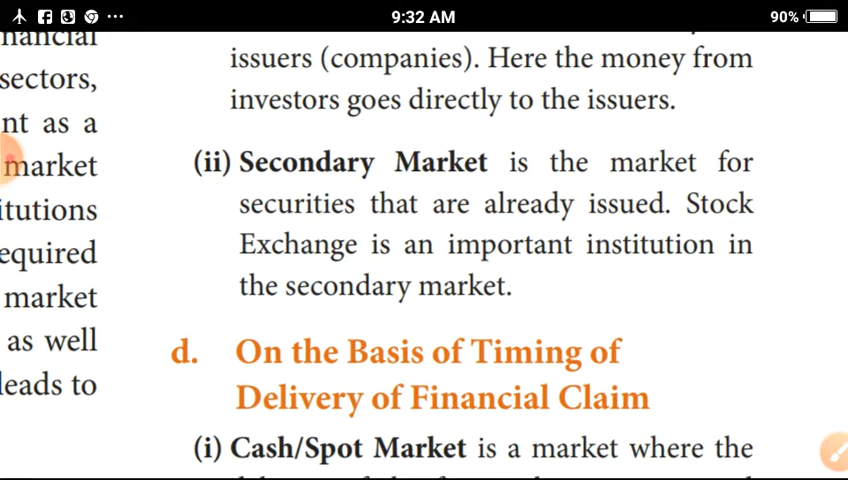 9:32 AM
90%
nancial
sectors,
nt as a
market
itutions
equired
market
as well
leads to
issuers (companies). Here the money from
investors goes directly to the issuers.
(ii) Secondary Market is the market for
securities that are already issued. Stock
Exchange is an important institution in
the secondary market.
d. On the Basis of Timing of
Delivery of Financial Claim
(i) Cash/Spot Market is a market where the